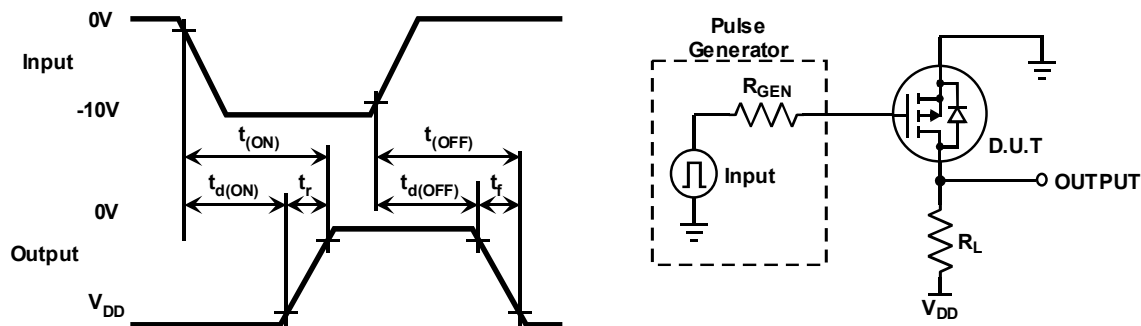 0V
Input
-10V
t(ON)
t(OFF)
td(ON)
tr
td(OFF)
tf
0V
Output
VDD
Pulse
Generator
RGEN
Input
D.U.T
OUTPUT
RL
VDD